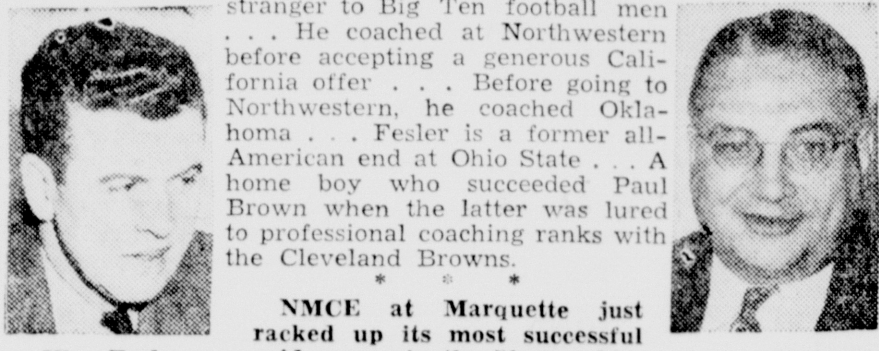 stranger to Big Ten football men
. . . He coached at Northwestern
before accepting a generous Cali-
fornia offer . . . Before going to
Northwestern, he coached Okla-
homa . . . Fesler is a former all-
American end at Ohio State . . . A
home boy who succeeded Paul
Brown when the latter was lured
to professional coaching ranks with
the Cleveland Browns.
* * *
NMCE at Marquette just
racked up its most successful